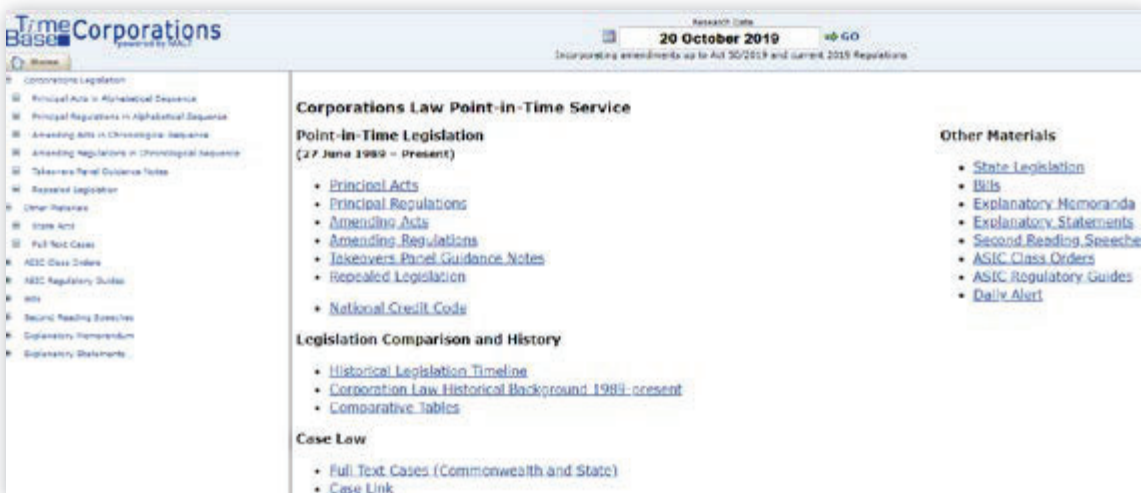 TimeBase Corporations
powered by MALT
Research Date
20 October 2019
GO
Incorporating amendments up to Act 50/2019 and current 2019 Regulations
Home
Corporations Legislation
Principal Acts in Alphabetical Sequence
Principal Regulations in Alphabetical Sequence
Amending Acts in Chronological Sequence
Amending Regulations in Chronological Sequence
Takeovers Panel Guidance Notes
Repealed Legislation
Other Materials
State Acts
Full Text Cases
ASIC Class Orders
ASIC Regulatory Guides
Bills
Second Reading Speeches
Explanatory Memorandum
Explanatory Statements
Corporations Law Point-in-Time Service
Point-in-Time Legislation
(27 June 1989 – Present)
• Principal Acts
• Principal Regulations
• Amending Acts
• Amending Regulations
• Takeovers Panel Guidance Notes
• Repealed Legislation
• National Credit Code
Legislation Comparison and History
• Historical Legislation Timeline
• Corporation Law Historical Background 1989-present
• Comparative Tables
Case Law
• Full Text Cases (Commonwealth and State)
• Case Link
Other Materials
• State Legislation
• Bills
• Explanatory Memoranda
• Explanatory Statements
• Second Reading Speeche
• ASIC Class Orders
• ASIC Regulatory Guides
• Daily Alert